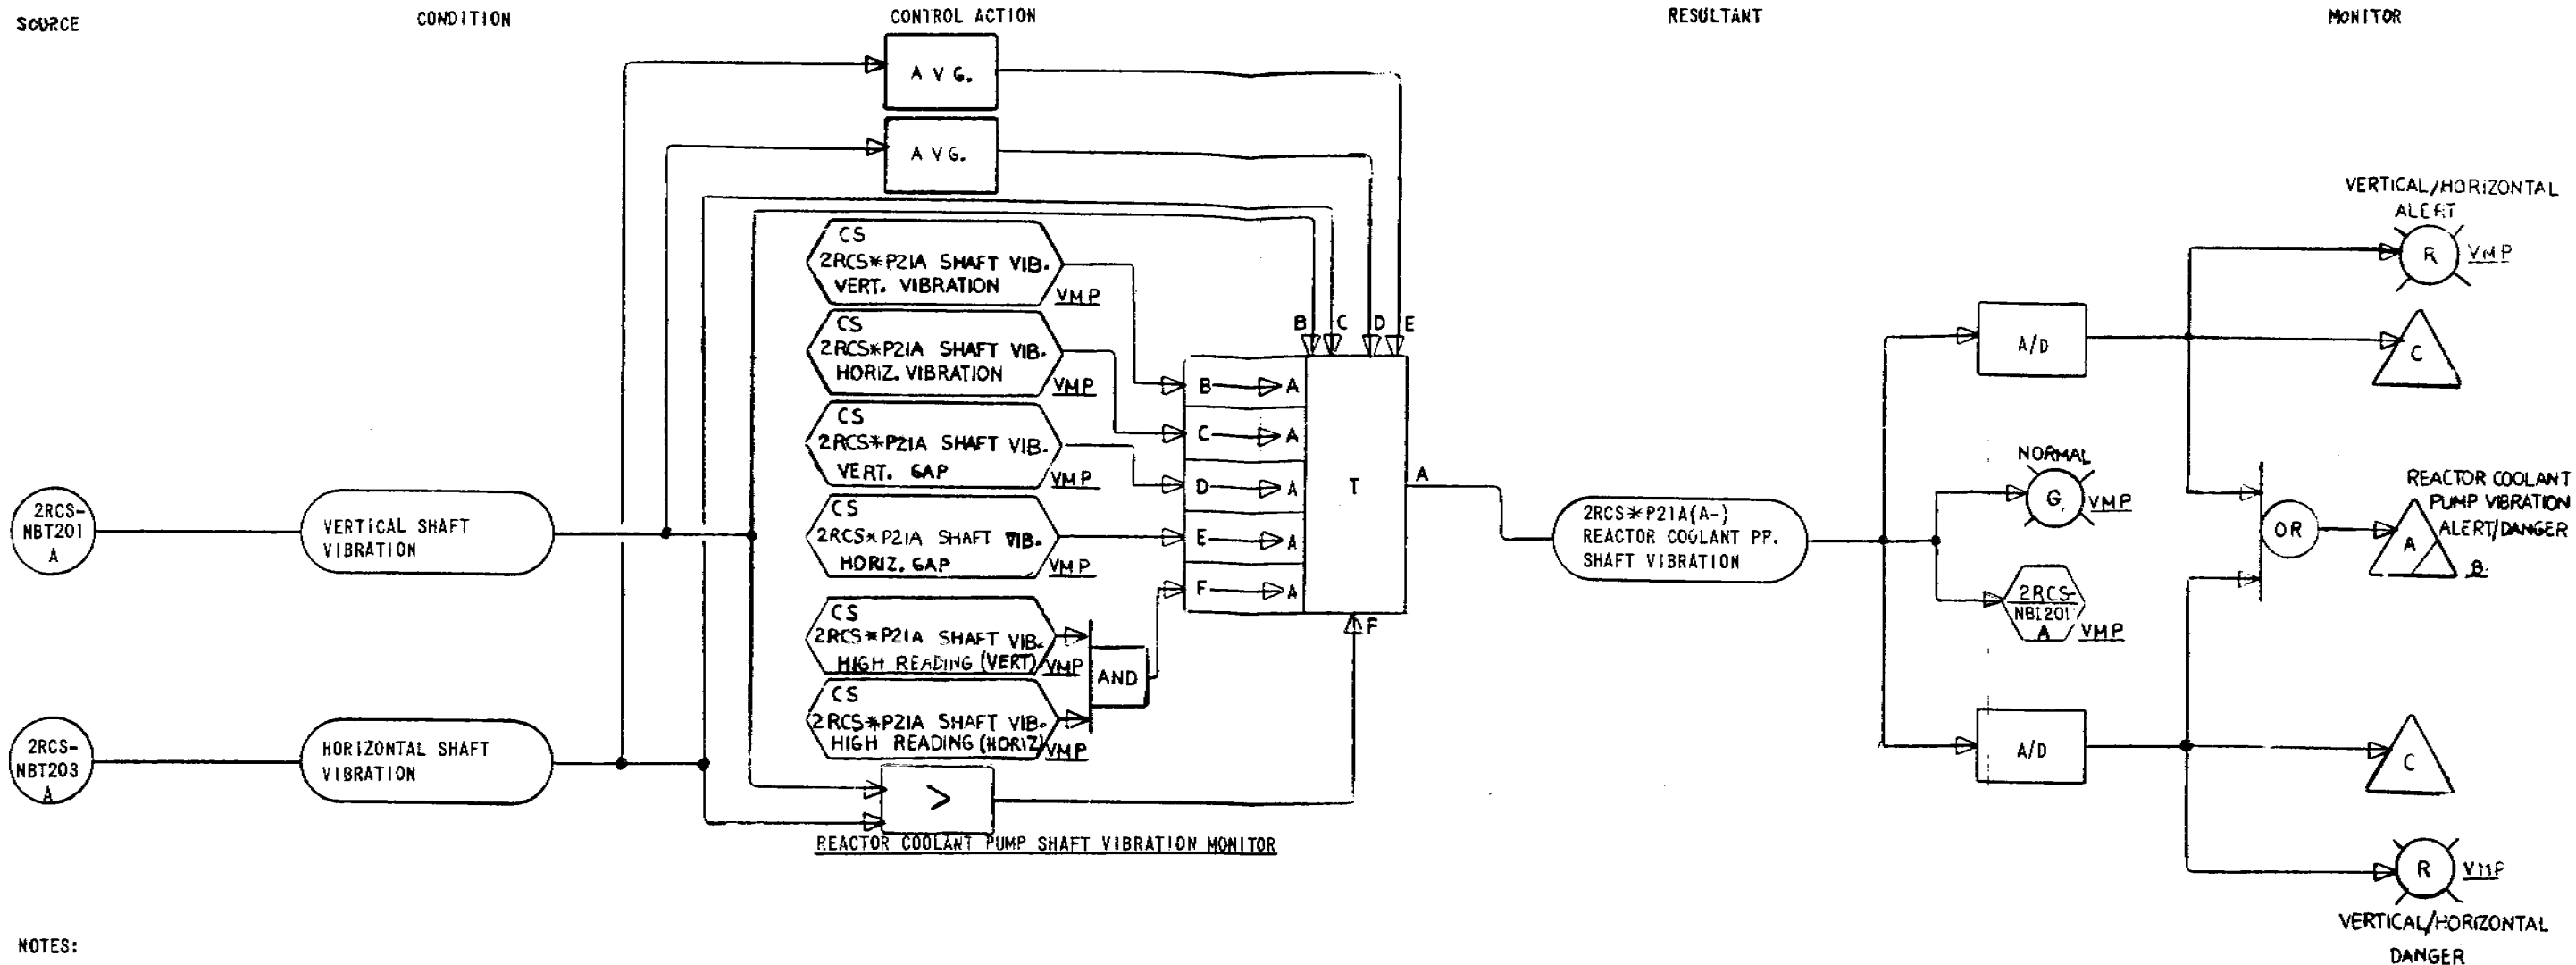 SOURCE
CONDITION
CONTROL ACTION
RESULTANT
MONITOR
A V G.
A V G.
CS
2RCS*P21A SHAFT VIB.
VERT. VIBRATION
VMP
CS
2RCS*P21A SHAFT VIB.
HORIZ. VIBRATION
VMP
CS
2RCS*P21A SHAFT VIB.
VERT. GAP
VMP
CS
2RCS*P21A SHAFT VIB.
HORIZ. GAP
VMP
CS
2RCS*P21A SHAFT VIB.
HIGH READING (VERT)
VMP
CS
2RCS*P21A SHAFT VIB.
HIGH READING (HORIZ)
VMP
AND
B C D E
B A
C A
D A
E A
F A
T
A
F
2RCS-
NBT201
A
VERTICAL SHAFT
VIBRATION
2RCS-
NBT203
A
HORIZONTAL SHAFT
VIBRATION
>
REACTOR COOLANT PUMP SHAFT VIBRATION MONITOR
2RCS*P21A(A-)
REACTOR COOLANT PP.
SHAFT VIBRATION
A/D
NORMAL
G
VMP
2RCS-
NBI201
A
VMP
A/D
VERTICAL/HORIZONTAL
ALERT
R
VMP
C
OR
REACTOR COOLANT
PUMP VIBRATION
ALERT/DANGER
A
B
C
R
VMP
VERTICAL/HORIZONTAL
DANGER
NOTES: